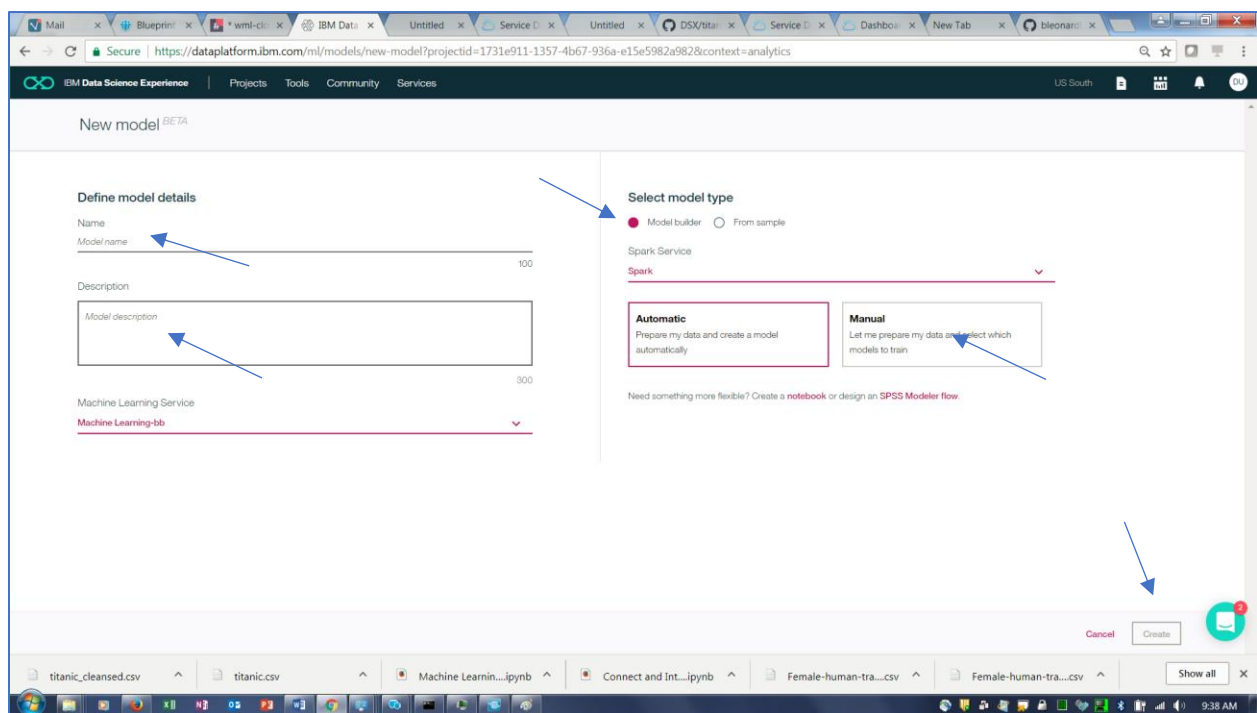 Mail
Blueprint
* wml-clo
IBM Data
Untitled
Service D
Untitled
DSX/titan
Service D
Dashboar
New Tab
bleonard
Secure | https://dataplatform.ibm.com/ml/models/new-model?projectid=1731e911-1357-4b67-936a-e15e5982a982&context=analytics
IBM Data Science Experience | Projects Tools Community Services US South DU
New model BETA
Define model details
Name
Model name
100
Description
Model description
300
Machine Learning Service
Machine Learning-bb
Select model type
Model builder From sample
Spark Service
Spark
Automatic
Prepare my data and create a model
automatically
Manual
Let me prepare my data and select which
models to train
Need something more flexible? Create a notebook or design an SPSS Modeler flow.
2
Cancel Create
titanic_cleansed.csv titanic.csv Machine Learnin....ipynb Connect and Int....ipynb Female-human-tra....csv Female-human-tra....csv Show all
9:38 AM